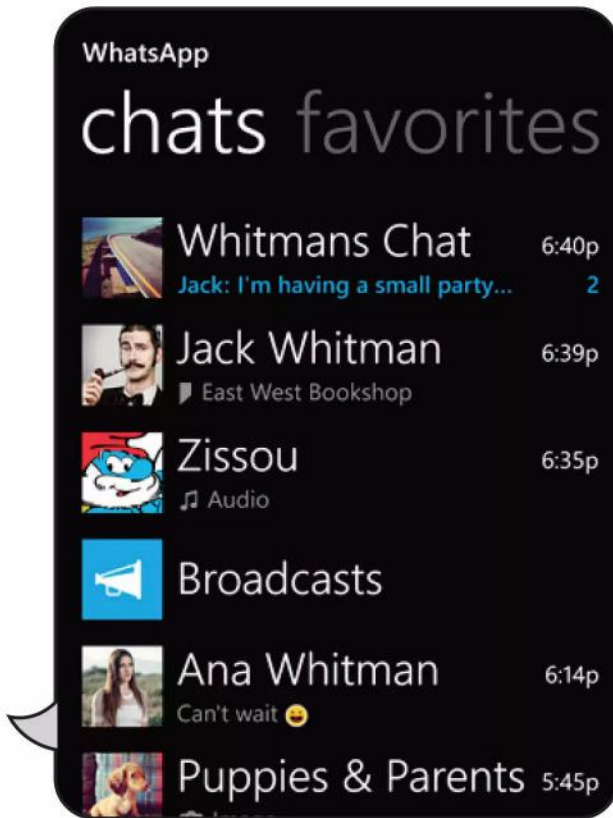 WhatsApp
chats favorites
Whitmans Chat 6:40p
Jack: I'm having a small party... 2
Jack Whitman 6:39p
East West Bookshop
Zissou 6:35p
Audio
Broadcasts
Ana Whitman 6:14p
Can't wait 😀
Puppies & Parents 5:45p